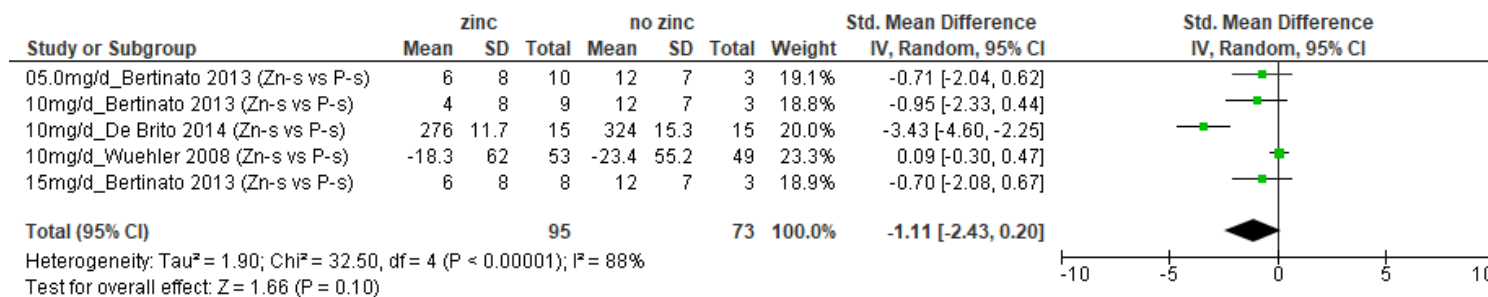 zinc no zinc Std. Mean Difference Std. Mean Difference
Study or Subgroup Mean SD Total Mean SD Total Weight IV, Random, 95% CI IV, Random, 95% CI
05.0mg/d_Bertinato 2013 (Zn-s vs P-s) 6 8 10 12 7 3 19.1% -0.71 [-2.04, 0.62]
10mg/d_Bertinato 2013 (Zn-s vs P-s) 4 8 9 12 7 3 18.8% -0.95 [-2.33, 0.44]
10mg/d_De Brito 2014 (Zn-s vs P-s) 276 11.7 15 324 15.3 15 20.0% -3.43 [-4.60, -2.25]
10mg/d_Wuehler 2008 (Zn-s vs P-s) -18.3 62 53 -23.4 55.2 49 23.3% 0.09 [-0.30, 0.47]
15mg/d_Bertinato 2013 (Zn-s vs P-s) 6 8 8 12 7 3 18.9% -0.70 [-2.08, 0.67]
Total (95% CI) 95 73 100.0% -1.11 [-2.43, 0.20]
Heterogeneity: Tau² = 1.90; Chi² = 32.50, df = 4 (P < 0.00001); I² = 88%
Test for overall effect: Z = 1.66 (P = 0.10)
-10 -5 0 5 10